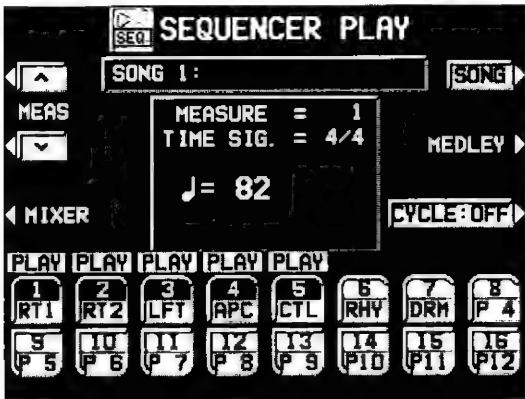 SEQ SEQUENCER PLAY
SONG 1:
SONG
MEAS
MEASURE = 1
TIME SIG. = 4/4
MEDLEY
♩= 82
MIXER
CYCLE:OFF
PLAY PLAY PLAY PLAY PLAY
1 2 3 4 5 6 7 8
RT1 RT2 LFT APC CTL RHY DRM P 4
9 10 11 12 13 14 15 16
P 5 P 6 P 7 P 8 P 9 P10 P11 P12